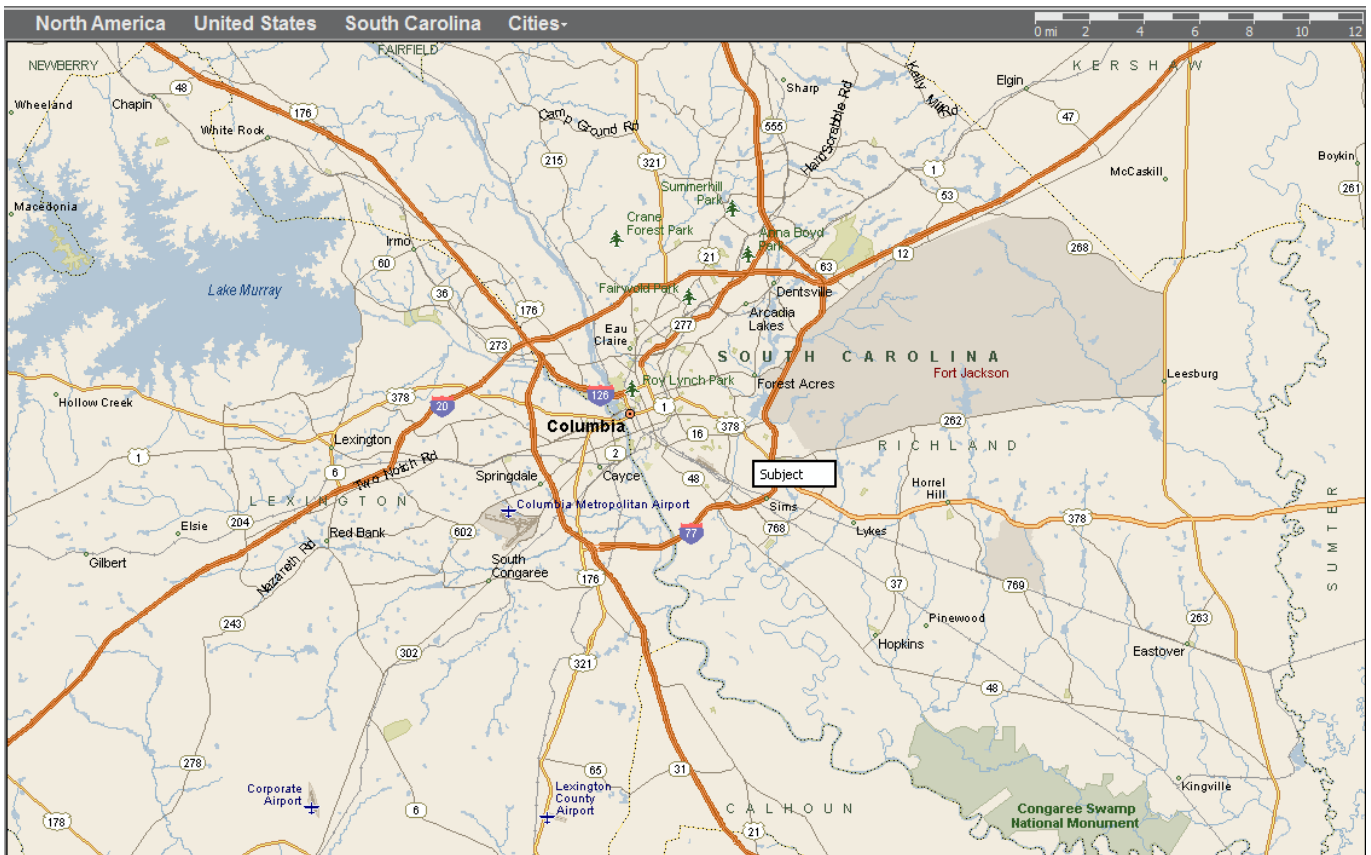 North America United States South Carolina Cities
0 mi 2 4 6 8 10 12
FAIRFIELD
NEWBERRY
KERSHAW
Sharp
Elgin
Kelly Mill Rd
48
Chapin
Wheeland
176
Camp Ground Rd
HardScrabble Rd
47
White Rock
555
215
321
1
Boykin
McCaskill
261
Summerhill
Park
53
Macedonia
Crane
Forest Park
Anna Boyd
Park
Irmo
268
60
21
12
63
Lake Murray
36
Fairwold Park
Dentsville
176
Arcadia
Lakes
277
Eau
Claire
273
SOUTH CAROLINA
Fort Jackson
Roy Lynch Park
Forest Acres
Leesburg
Hollow Creek
378
20
126
1
262
Columbia
16
378
Lexington
RICHLAND
1
2
6
Two Notch Rd
Springdale
Cayce
48
Subject
Horrel
Hill
LEXINGTON
Columbia Metropolitan Airport
Sims
SUMTER
204
Elsie
602
77
768
Lykes
378
Red Bank
Gilbert
South
Congaree
Nazareth Rd
176
37
769
243
Pinewood
263
Hopkins
302
321
Eastover
48
278
65
31
Corporate
Airport
Lexington
County
Airport
Kingville
178
6
CALHOUN
Congaree Swamp
National Monument
21